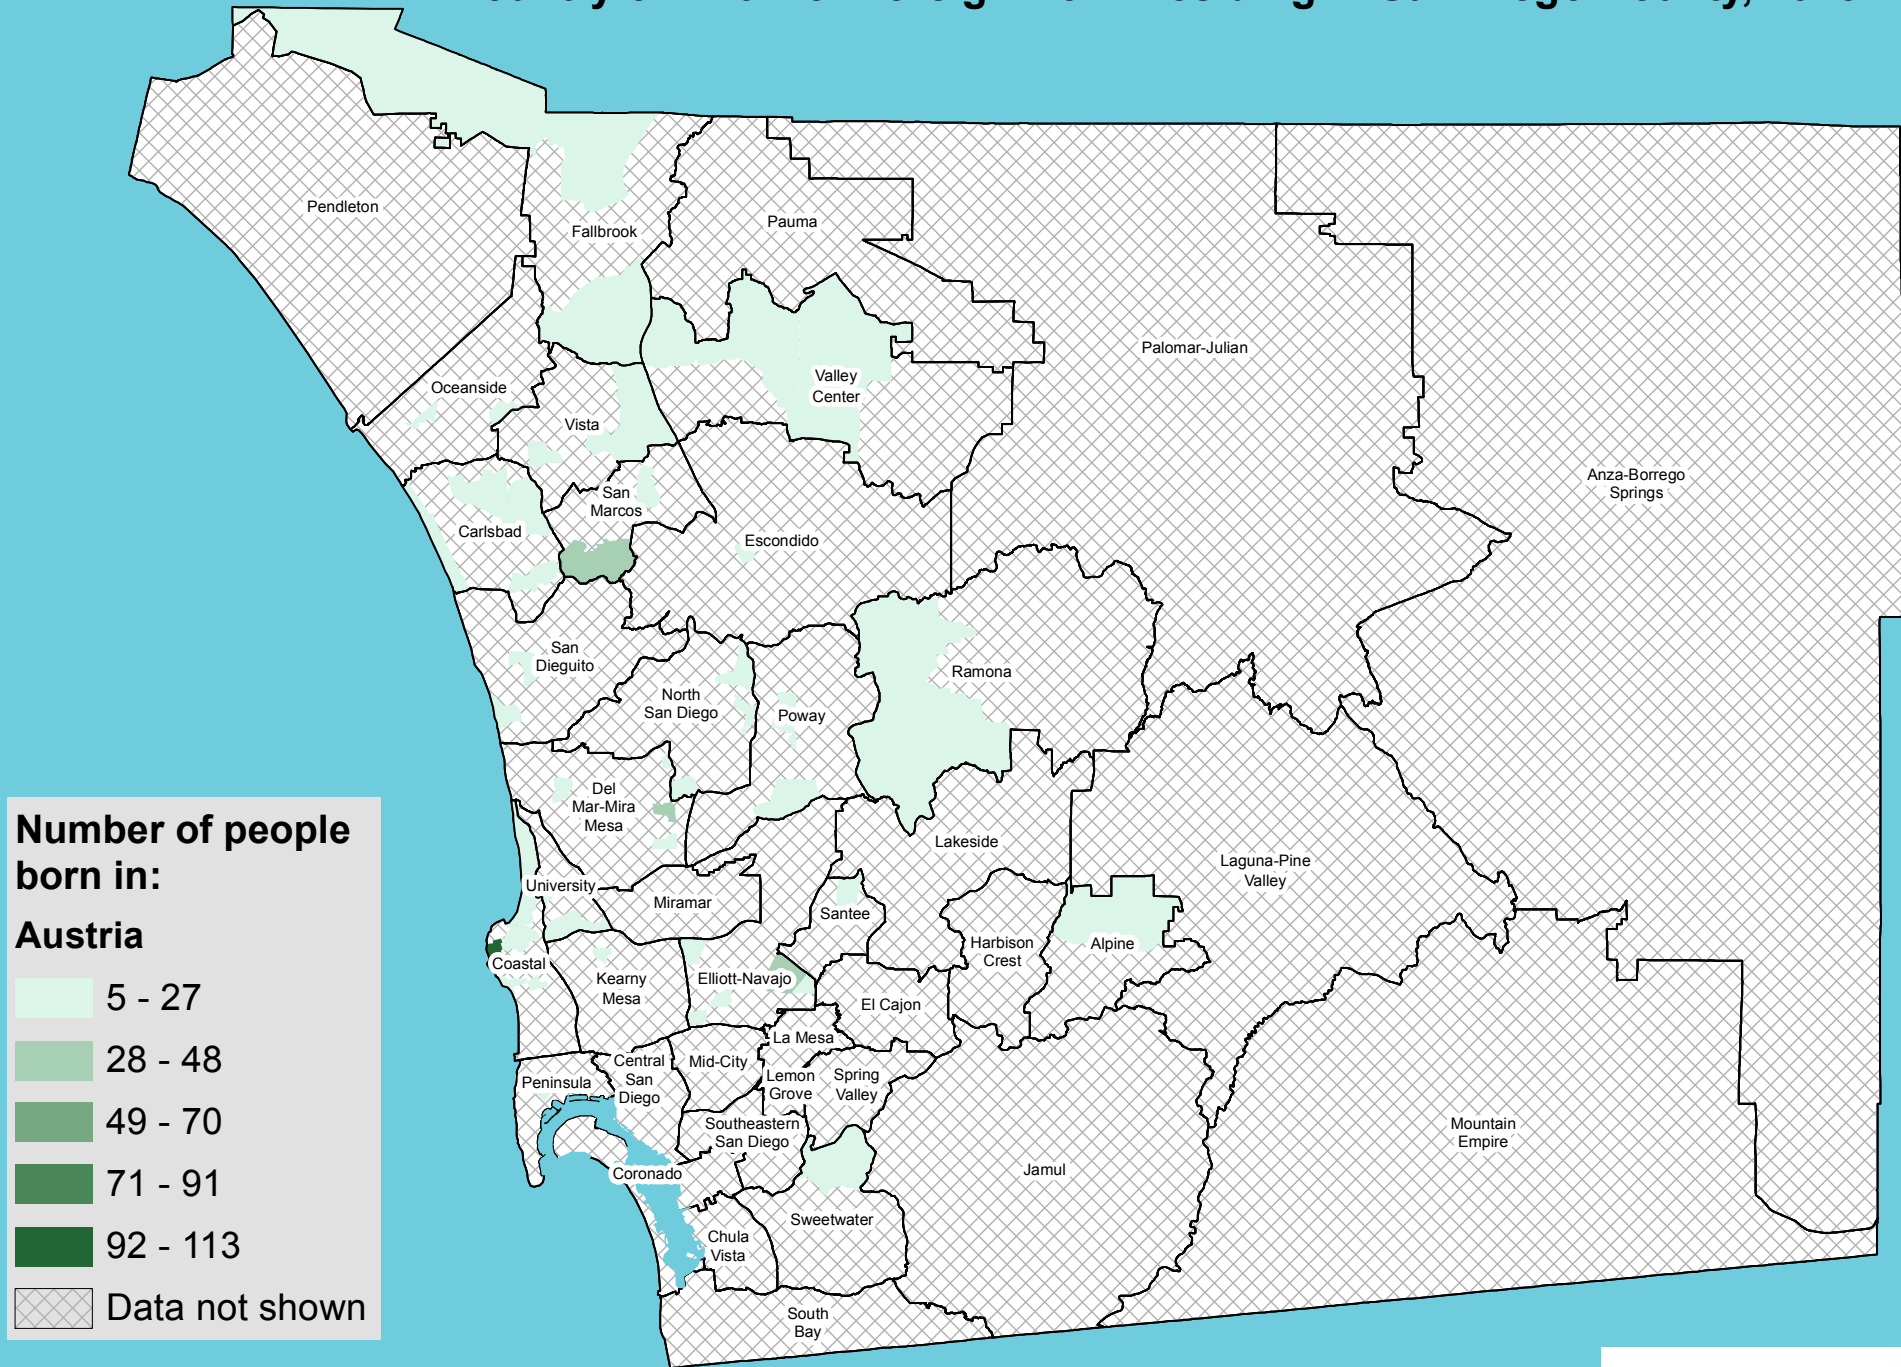 Pendleton
Fallbrook
Pauma
Palomar-Julian
Oceanside
Valley
Center
Vista
Anza-Borrego
Springs
San
Marcos
Carlsbad
Escondido
San
Dieguito
Ramona
North
San Diego
Poway
Del
Mar-Mira
Mesa
Lakeside
Laguna-Pine
Valley
University
Miramar
Santee
Harbison
Crest
Alpine
Coastal
Kearny
Mesa
Elliott-Navajo
El Cajon
La Mesa
Central
San
Diego
Mid-City
Peninsula
Lemon
Grove
Spring
Valley
Southeastern
San Diego
Mountain
Empire
Coronado
Jamul
Sweetwater
Chula
Vista
South
Bay
Number of people
born in:
Austria
5 - 27
28 - 48
49 - 70
71 - 91
92 - 113
Data not shown